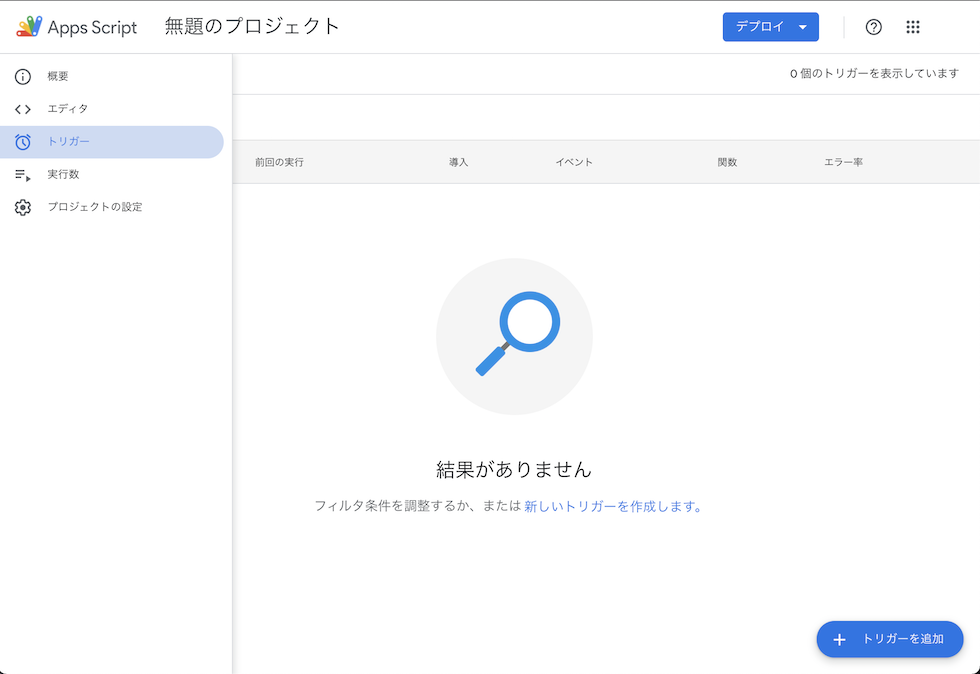 Apps Script 無題のプロジェクト デプロイ
概要
エディタ
トリガー
実行数
プロジェクトの設定
0 個のトリガーを表示しています
前回の実行 導入 イベント 関数 エラー率
結果がありません
フィルタ条件を調整するか、または 新しいトリガーを作成します。
+ トリガーを追加